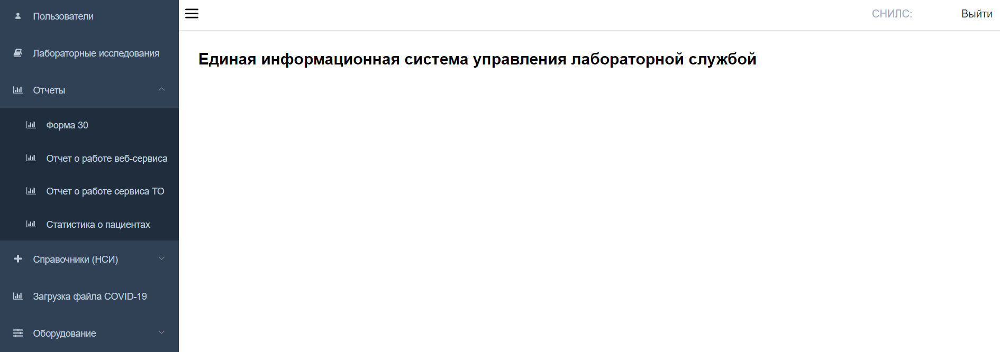 Пользователи
Лабораторные исследования
Отчеты
Форма 30
Отчет о работе веб-сервиса
Отчет о работе сервиса ТО
Статистика о пациентах
Справочники (НСИ)
Загрузка файла COVID-19
Оборудование
СНИЛС:
Выйти
Единая информационная система управления лабораторной службой